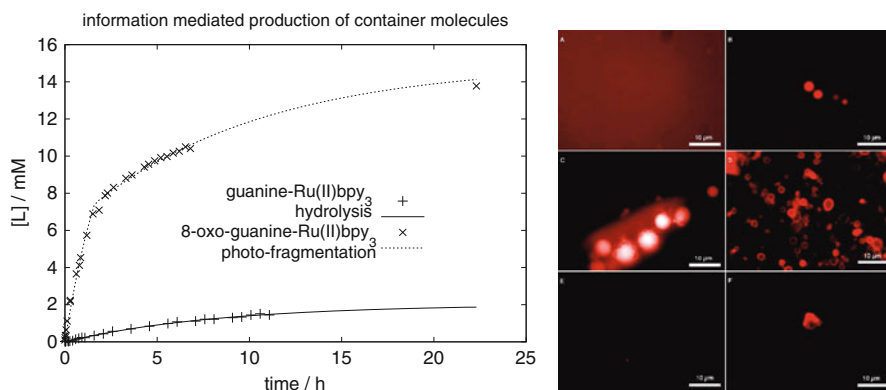 information mediated production of container molecules
[L] / mM
16
14
12
10
8
6
4
2
0
guanine-Ru(II)bpy3
hydrolysis
8-oxo-guanine-Ru(II)bpy3
photo-fragmentation
0 5 10 15 20 25
time / h
A
10 µm
B
10 µm
C
10 µm
D
10 µm
E
10 µm
F
10 µm